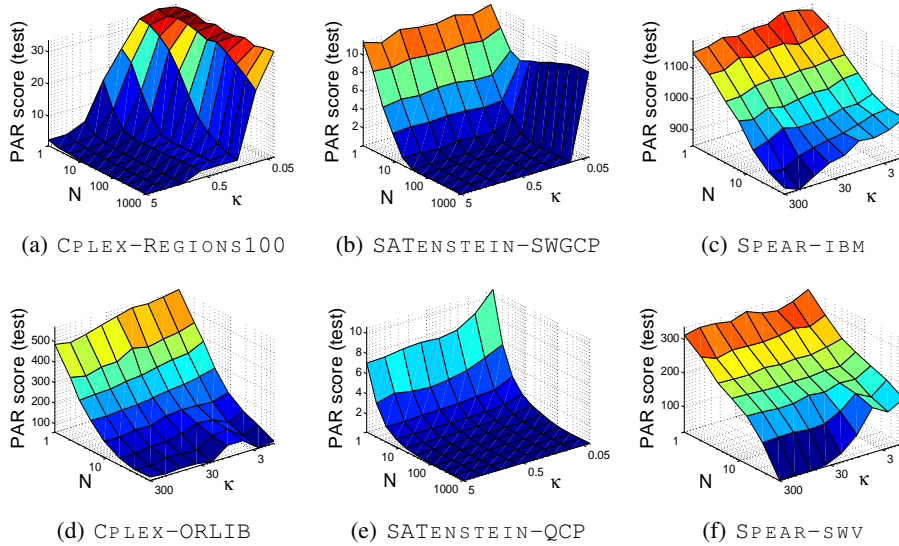 PAR score (test)
30
20
10
1
10
100
1000
N
5
0.5
0.05
κ
(a) CPLEX–REGIONS100
PAR score (test)
10
8
6
4
2
1
10
100
1000
N
5
0.5
0.05
κ
(b) SATENSTEIN–SWGCP
PAR score (test)
1100
1000
900
1
10
N
300
30
3
κ
(c) SPEAR–IBM
PAR score (test)
500
400
300
200
100
1
10
N
300
30
3
κ
(d) CPLEX–ORLIB
PAR score (test)
10
8
6
4
2
1
10
100
1000
N
5
0.5
0.05
κ
(e) SATENSTEIN–QCP
PAR score (test)
300
200
100
1
10
N
300
30
3
κ
(f) SPEAR–SWV